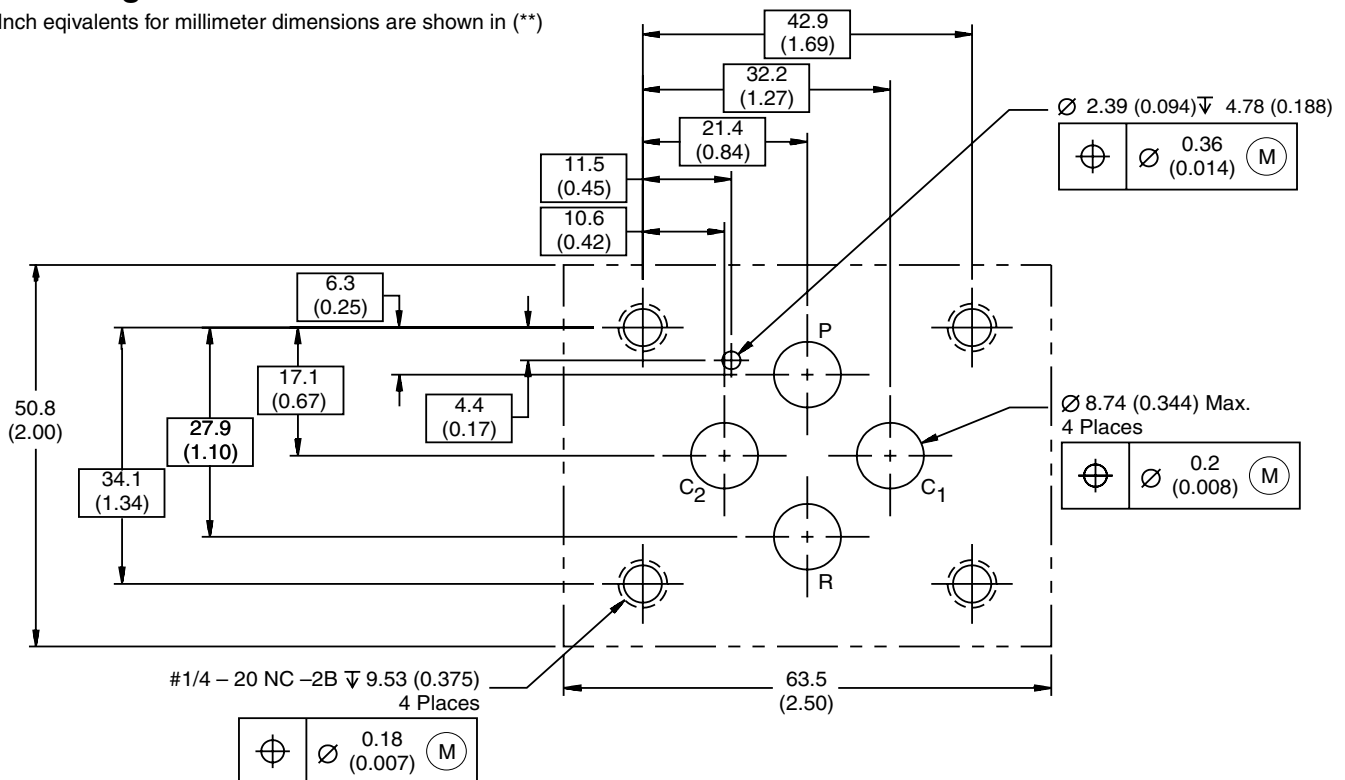 Inch eqivalents for millimeter dimensions are shown in (**)
42.9
(1.69)
32.2
(1.27)
21.4
(0.84)
11.5
(0.45)
10.6
(0.42)
⌀ 2.39 (0.094)↧ 4.78 (0.188)
⌖ ⌀ 0.36 (0.014) Ⓜ
6.3
(0.25)
P
17.1
(0.67)
4.4
(0.17)
50.8
(2.00)
27.9
(1.10)
34.1
(1.34)
⌀ 8.74 (0.344) Max.
4 Places
⌖ ⌀ 0.2 (0.008) Ⓜ
C2
C1
R
#1/4 – 20 NC –2B ↧ 9.53 (0.375)
4 Places
⌖ ⌀ 0.18 (0.007) Ⓜ
63.5
(2.50)